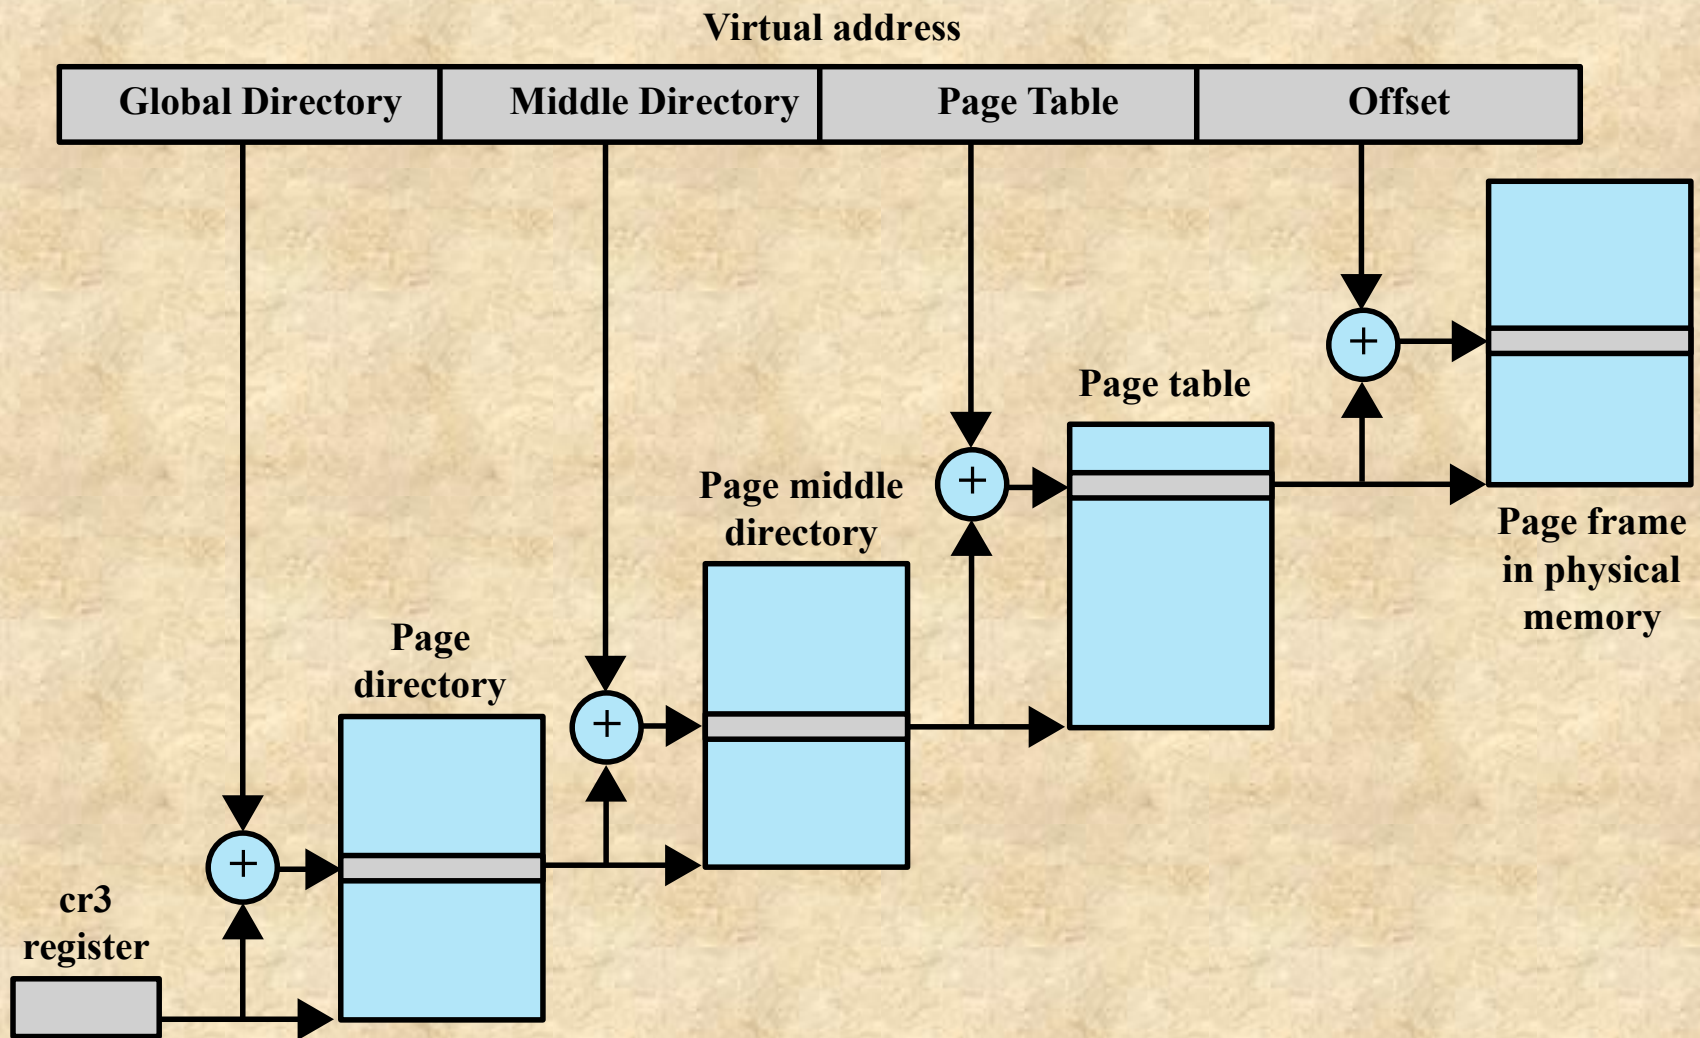 Virtual address
Global Directory
Middle Directory
Page Table
Offset
+
Page table
+
Page middle
directory
Page frame
in physical
memory
Page
directory
+
+
cr3
register